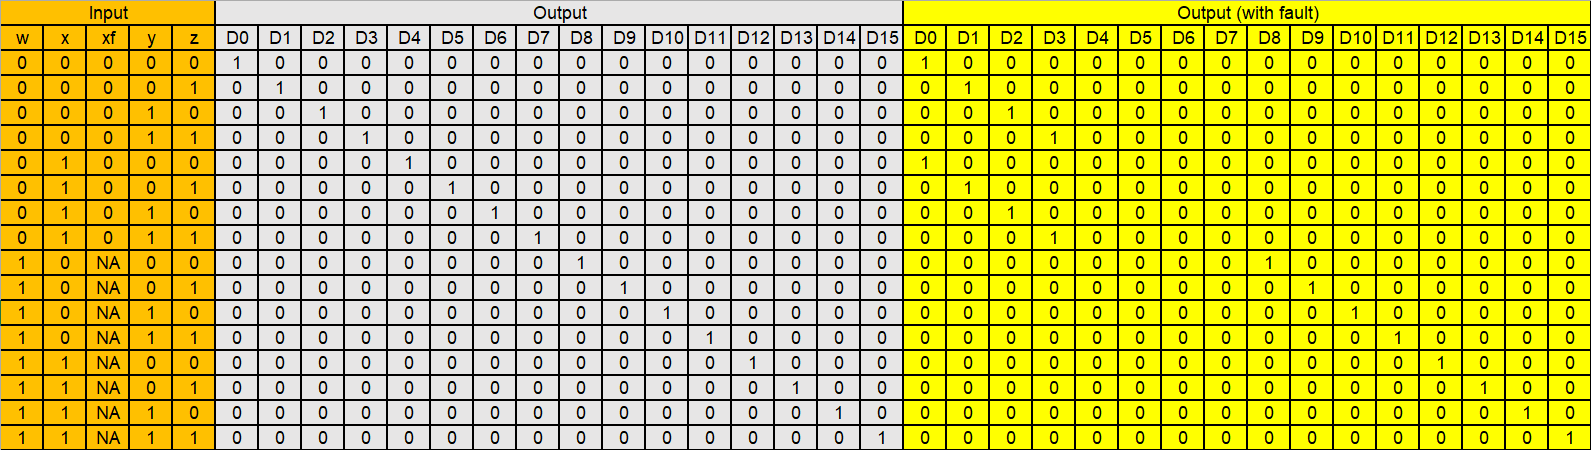 Input Output Output (with fault)
w x xf y z D0 D1 D2 D3 D4 D5 D6 D7 D8 D9 D10 D11 D12 D13 D14 D15 D0 D1 D2 D3 D4 D5 D6 D7 D8 D9 D10 D11 D12 D13 D14 D15
0 0 0 0 0 1 0 0 0 0 0 0 0 0 0 0 0 0 0 0 0 1 0 0 0 0 0 0 0 0 0 0 0 0 0 0 0
0 0 0 0 1 0 1 0 0 0 0 0 0 0 0 0 0 0 0 0 0 0 1 0 0 0 0 0 0 0 0 0 0 0 0 0 0
0 0 0 1 0 0 0 1 0 0 0 0 0 0 0 0 0 0 0 0 0 0 0 1 0 0 0 0 0 0 0 0 0 0 0 0 0
0 0 0 1 1 0 0 0 1 0 0 0 0 0 0 0 0 0 0 0 0 0 0 0 1 0 0 0 0 0 0 0 0 0 0 0 0
0 1 0 0 0 0 0 0 0 1 0 0 0 0 0 0 0 0 0 0 0 1 0 0 0 0 0 0 0 0 0 0 0 0 0 0 0
0 1 0 0 1 0 0 0 0 0 1 0 0 0 0 0 0 0 0 0 0 0 1 0 0 0 0 0 0 0 0 0 0 0 0 0 0
0 1 0 1 0 0 0 0 0 0 0 1 0 0 0 0 0 0 0 0 0 0 0 1 0 0 0 0 0 0 0 0 0 0 0 0 0
0 1 0 1 1 0 0 0 0 0 0 0 1 0 0 0 0 0 0 0 0 0 0 0 1 0 0 0 0 0 0 0 0 0 0 0 0
1 0 NA 0 0 0 0 0 0 0 0 0 0 1 0 0 0 0 0 0 0 0 0 0 0 0 0 0 0 1 0 0 0 0 0 0 0
1 0 NA 0 1 0 0 0 0 0 0 0 0 0 1 0 0 0 0 0 0 0 0 0 0 0 0 0 0 0 1 0 0 0 0 0 0
1 0 NA 1 0 0 0 0 0 0 0 0 0 0 0 1 0 0 0 0 0 0 0 0 0 0 0 0 0 0 0 1 0 0 0 0 0
1 0 NA 1 1 0 0 0 0 0 0 0 0 0 0 0 1 0 0 0 0 0 0 0 0 0 0 0 0 0 0 0 1 0 0 0 0
1 1 NA 0 0 0 0 0 0 0 0 0 0 0 0 0 0 1 0 0 0 0 0 0 0 0 0 0 0 0 0 0 0 1 0 0 0
1 1 NA 0 1 0 0 0 0 0 0 0 0 0 0 0 0 0 1 0 0 0 0 0 0 0 0 0 0 0 0 0 0 0 1 0 0
1 1 NA 1 0 0 0 0 0 0 0 0 0 0 0 0 0 0 0 1 0 0 0 0 0 0 0 0 0 0 0 0 0 0 0 1 0
1 1 NA 1 1 0 0 0 0 0 0 0 0 0 0 0 0 0 0 0 1 0 0 0 0 0 0 0 0 0 0 0 0 0 0 0 1